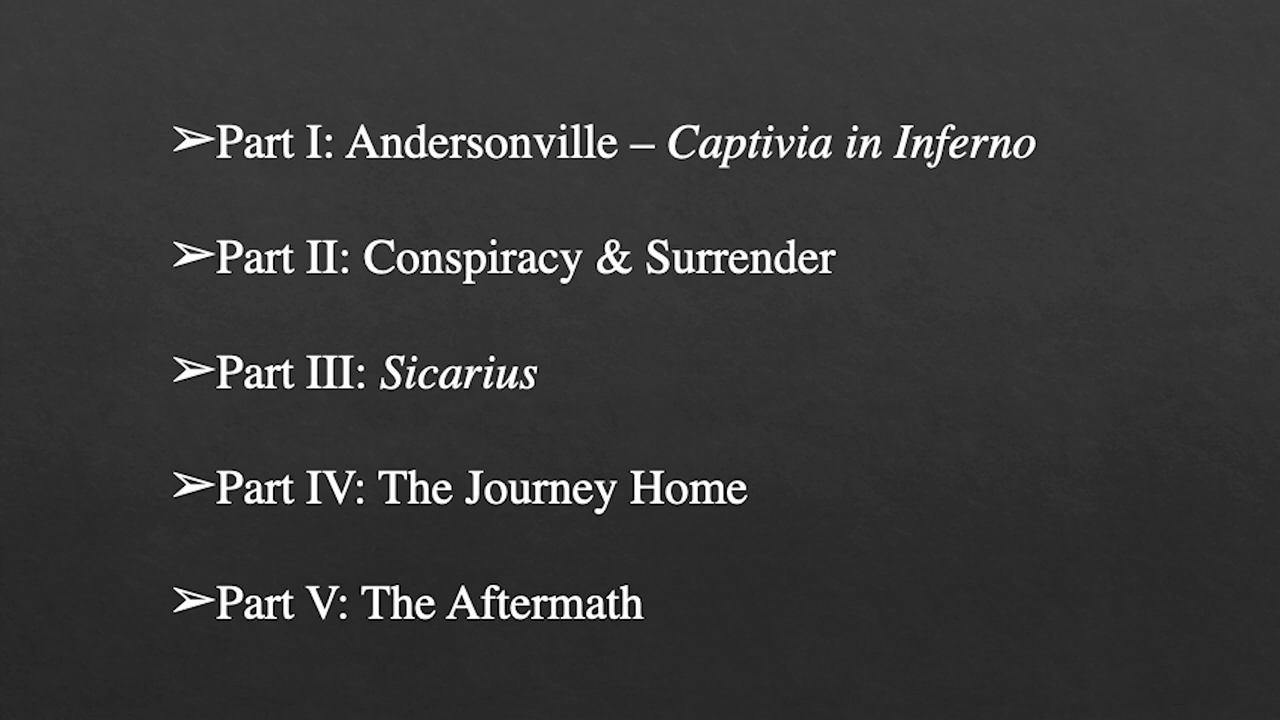 ➢Part I: Andersonville – Captivia in Inferno
➢Part II: Conspiracy & Surrender
➢Part III: Sicarius
➢Part IV: The Journey Home
➢Part V: The Aftermath